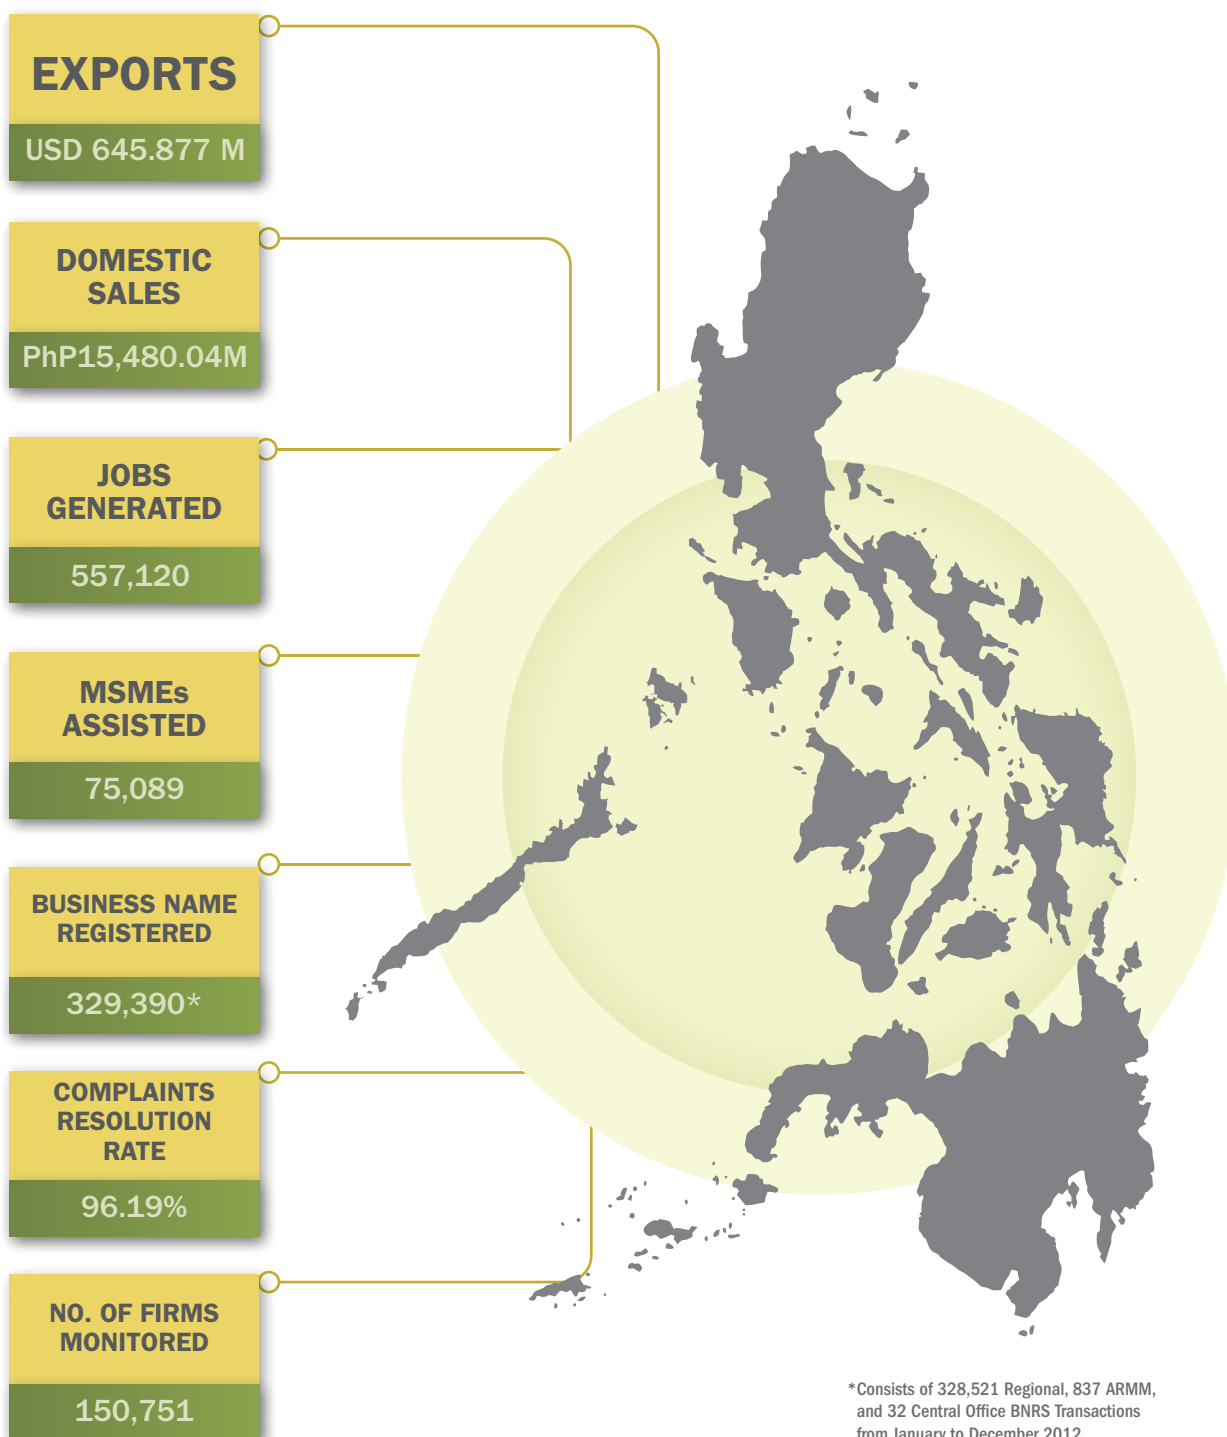 EXPORTS
USD 645.877 M
DOMESTIC
SALES
PhP15,480.04M
JOBS
GENERATED
557,120
MSMEs
ASSISTED
75,089
BUSINESS NAME
REGISTERED
329,390*
COMPLAINTS
RESOLUTION
RATE
96.19%
NO. OF FIRMS
MONITORED
150,751
*Consists of 328,521 Regional, 837 ARMM,
and 32 Central Office BNRS Transactions
from January to December 2012